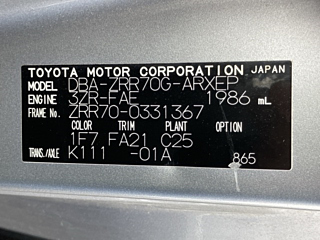 TOYOTA MOTOR CORPORATION JAPAN
MODEL DBA-ZRR70G-ARXEP
ENGINE 3ZR-FAE 1986 mL
FRAME No. ZRR70-0331367
COLOR TRIM PLANT OPTION
1F7 FA21 C25
TRANS./AXLE K111 -01A
865